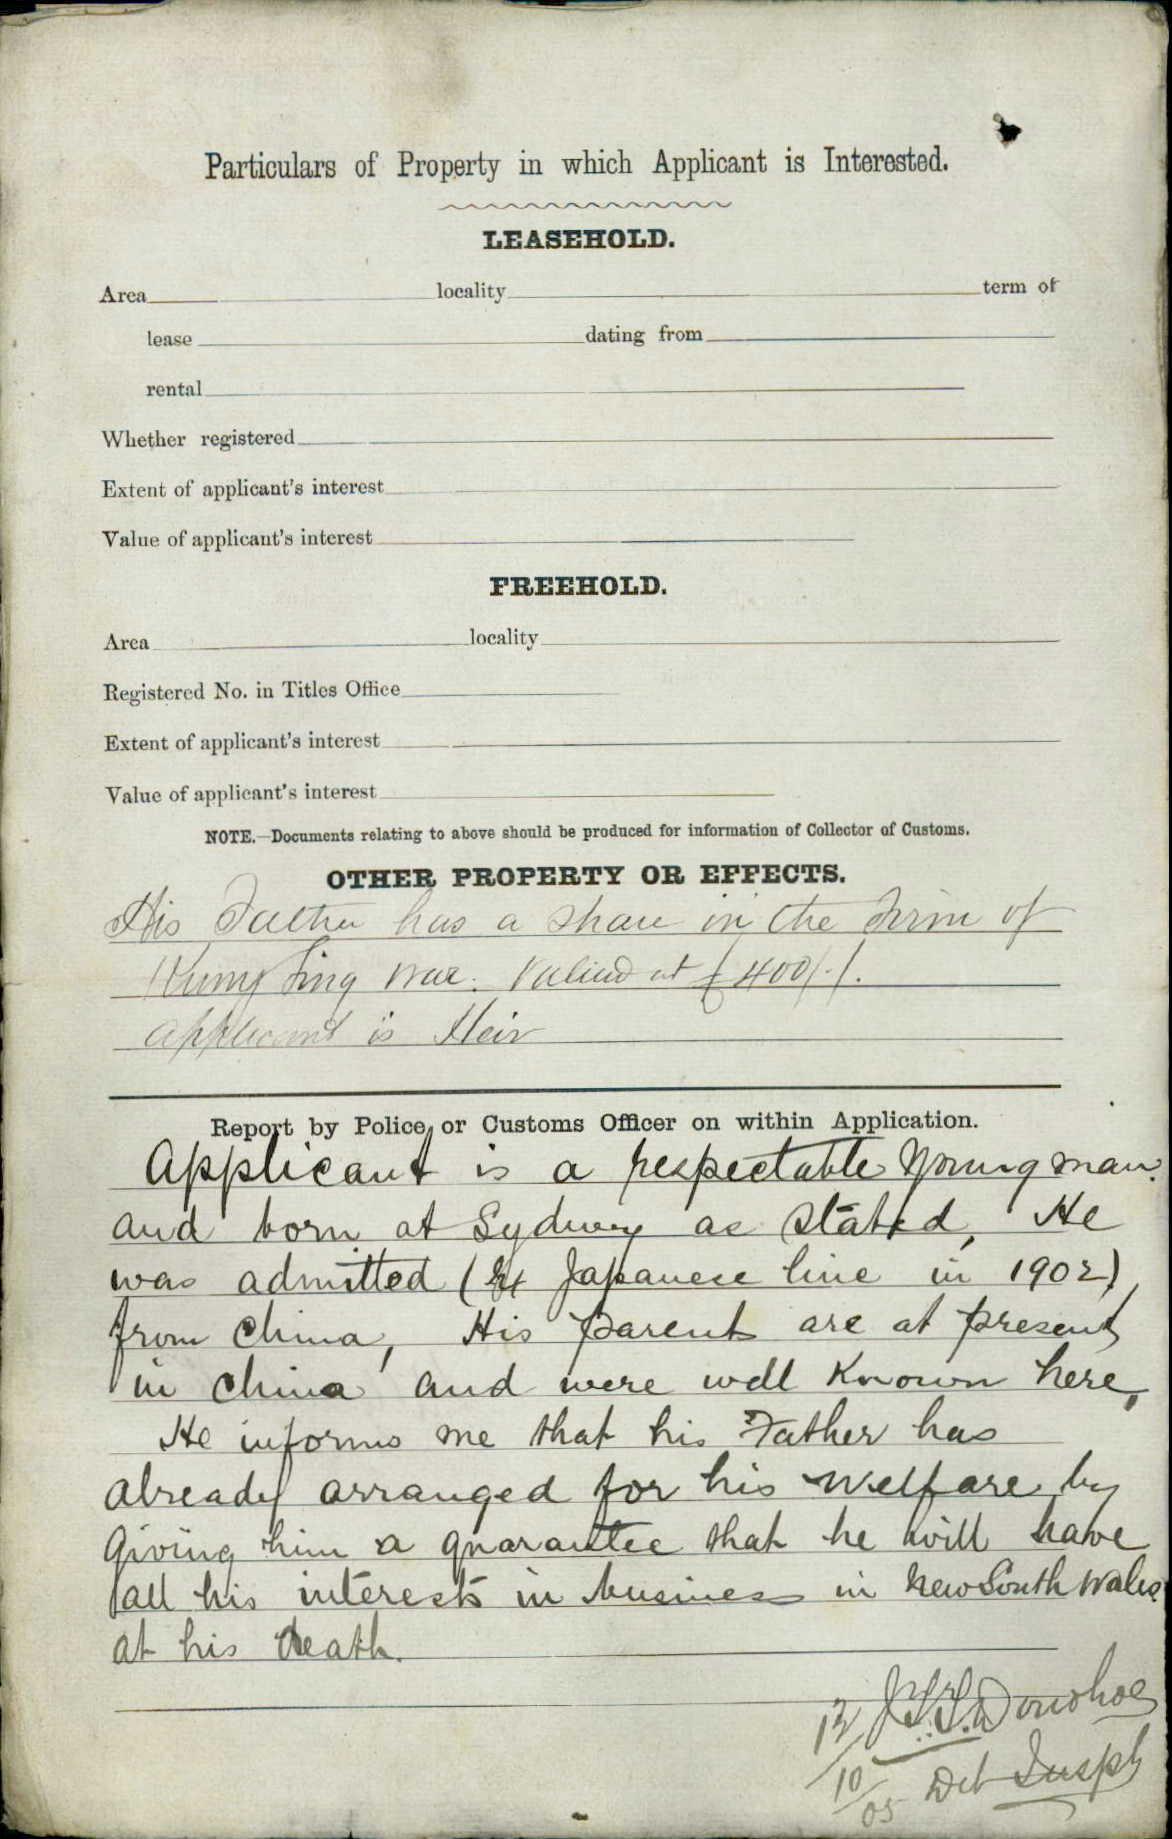 Particulars of Property in which Applicant is Interested.
LEASEHOLD.
Area locality term of
lease dating from
rental
Whether registered
Extent of applicant's interest
Value of applicant's interest
FREEHOLD.
Area locality
Registered No. in Titles Office
Extent of applicant's interest
Value of applicant's interest
NOTE.—Documents relating to above should be produced for information of Collector of Customs.
OTHER PROPERTY OR EFFECTS.
His Father has a share in the Firm of
War. Valued at £400/-/.
Applicant is Heir
Report by Police, or Customs Officer on within Application.
Applicant is a respectable young man.
and born at Sydney as stated, He
was admitted ( Japanese line in 1902)
from China, His parents are at present
in China and were well known here,
He informs me that his Father has
already arranged for his welfare by
giving him a guarantee that he will have
all his interests in business in New South Wales
at his death.
Donohoe
Det Inspt
12/10/05